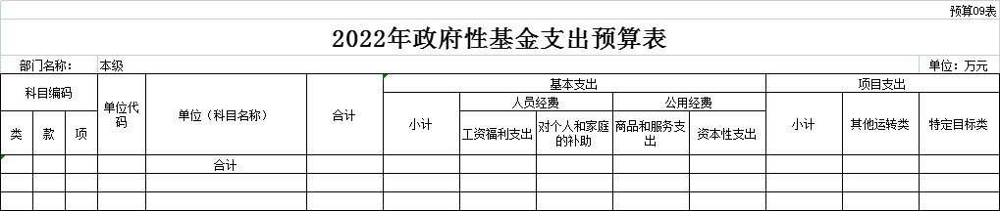 预算09表
2022年政府性基金支出预算表
部门名称： 本级 单位：万元
科目编码 单位代码 单位（科目名称） 合计 基本支出 项目支出
小计 人员经费 公用经费 小计 其他运转类 特定目标类
类 款 项 工资福利支出 对个人和家庭的补助 商品和服务支出 资本性支出
合计